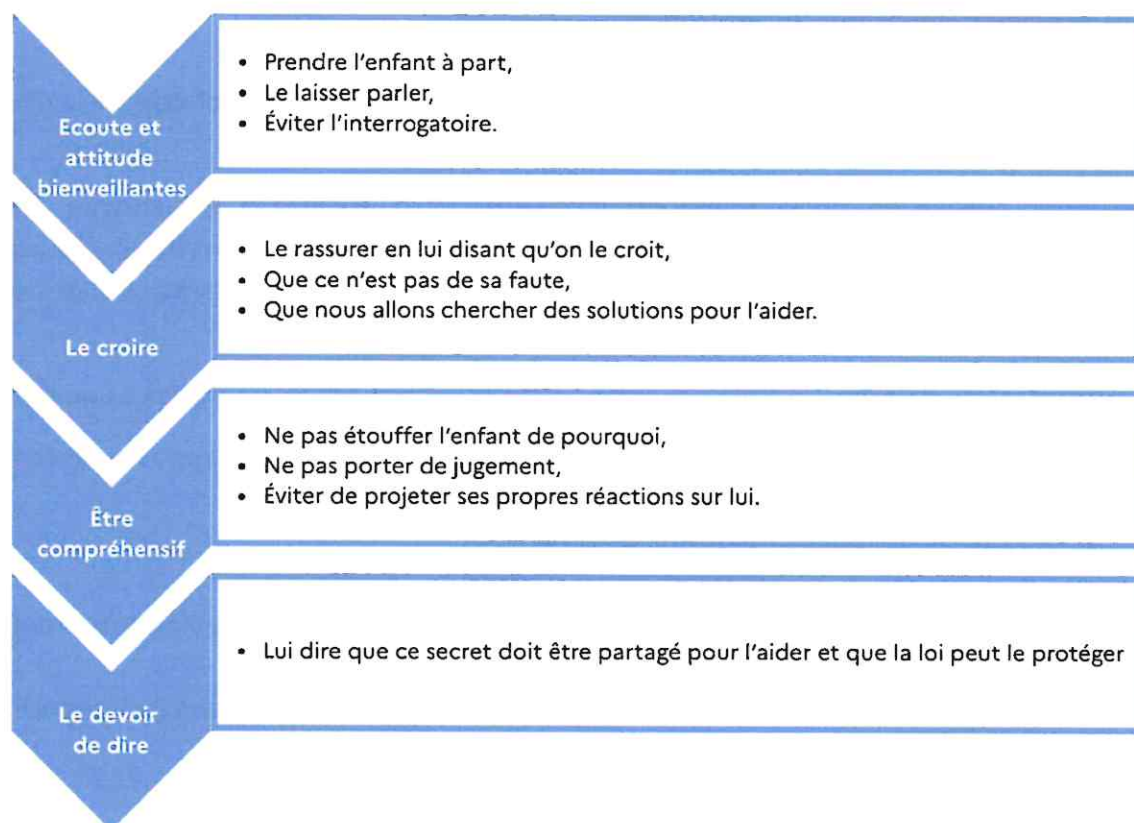 Ecoute et
attitude
bienveillantes
• Prendre l'enfant à part,
• Le laisser parler,
• Éviter l'interrogatoire.
Le croire
• Le rassurer en lui disant qu'on le croit,
• Que ce n'est pas de sa faute,
• Que nous allons chercher des solutions pour l'aider.
Être
compréhensif
• Ne pas étouffer l'enfant de pourquoi,
• Ne pas porter de jugement,
• Éviter de projeter ses propres réactions sur lui.
Le devoir
de dire
• Lui dire que ce secret doit être partagé pour l'aider et que la loi peut le protéger